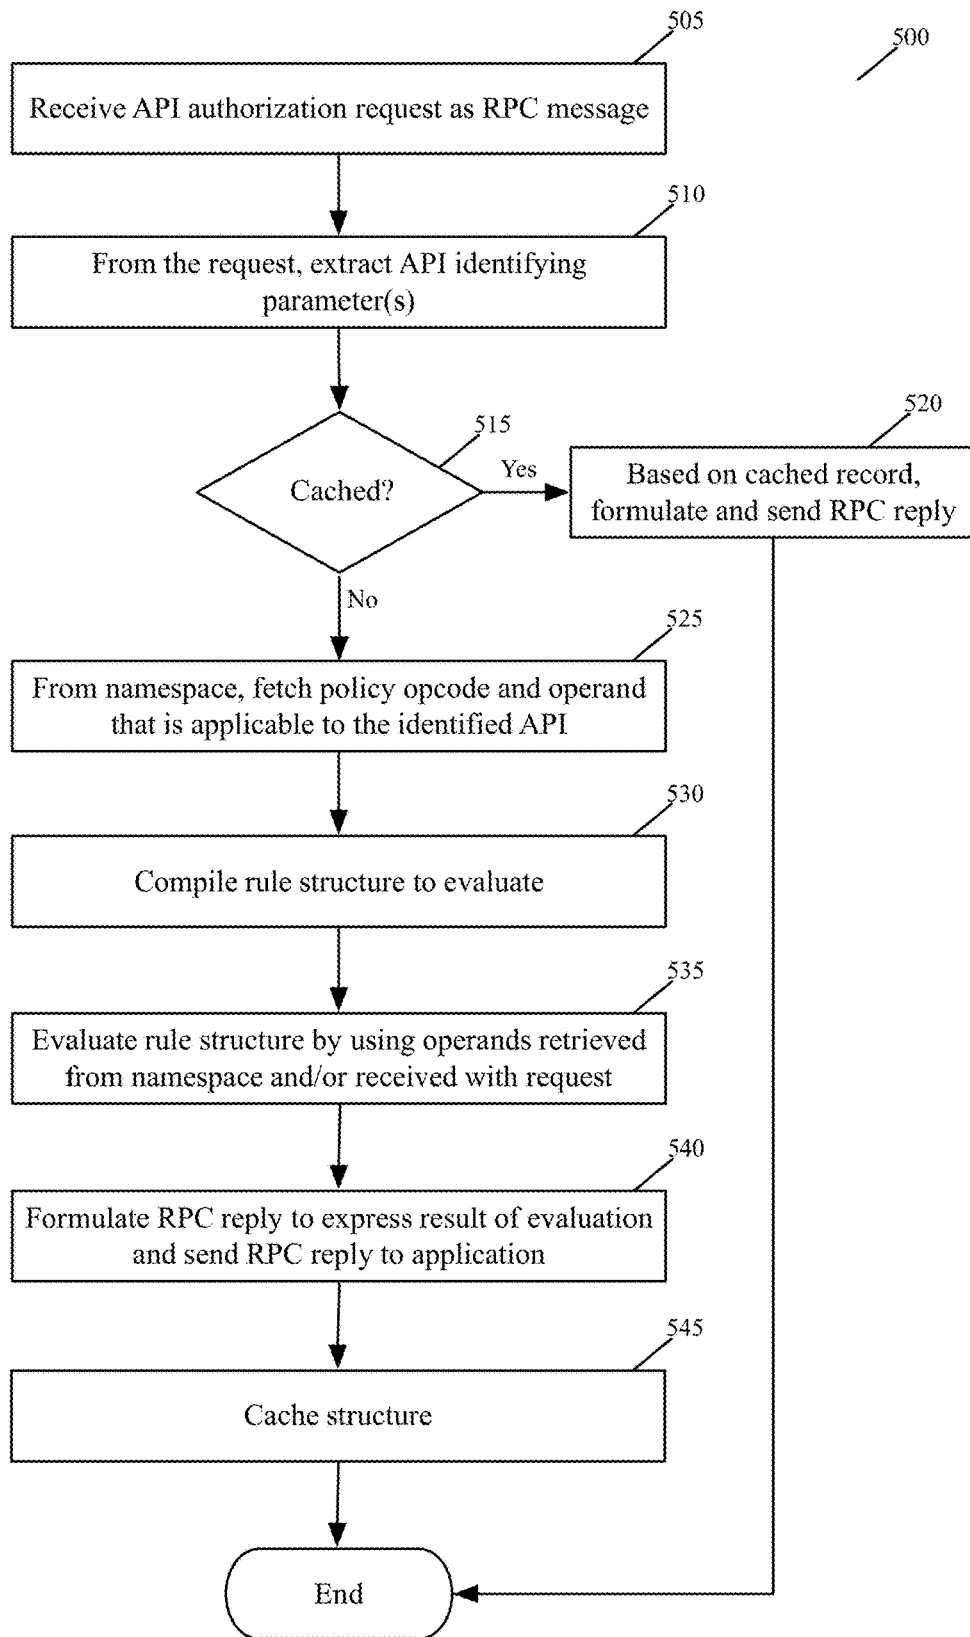 505
500
Receive API authorization request as RPC message
510
From the request, extract API identifying
parameter(s)
515
Cached?
Yes
520
Based on cached record,
formulate and send RPC reply
No
525
From namespace, fetch policy opcode and operand
that is applicable to the identified API
530
Compile rule structure to evaluate
535
Evaluate rule structure by using operands retrieved
from namespace and/or received with request
540
Formulate RPC reply to express result of evaluation
and send RPC reply to application
545
Cache structure
End